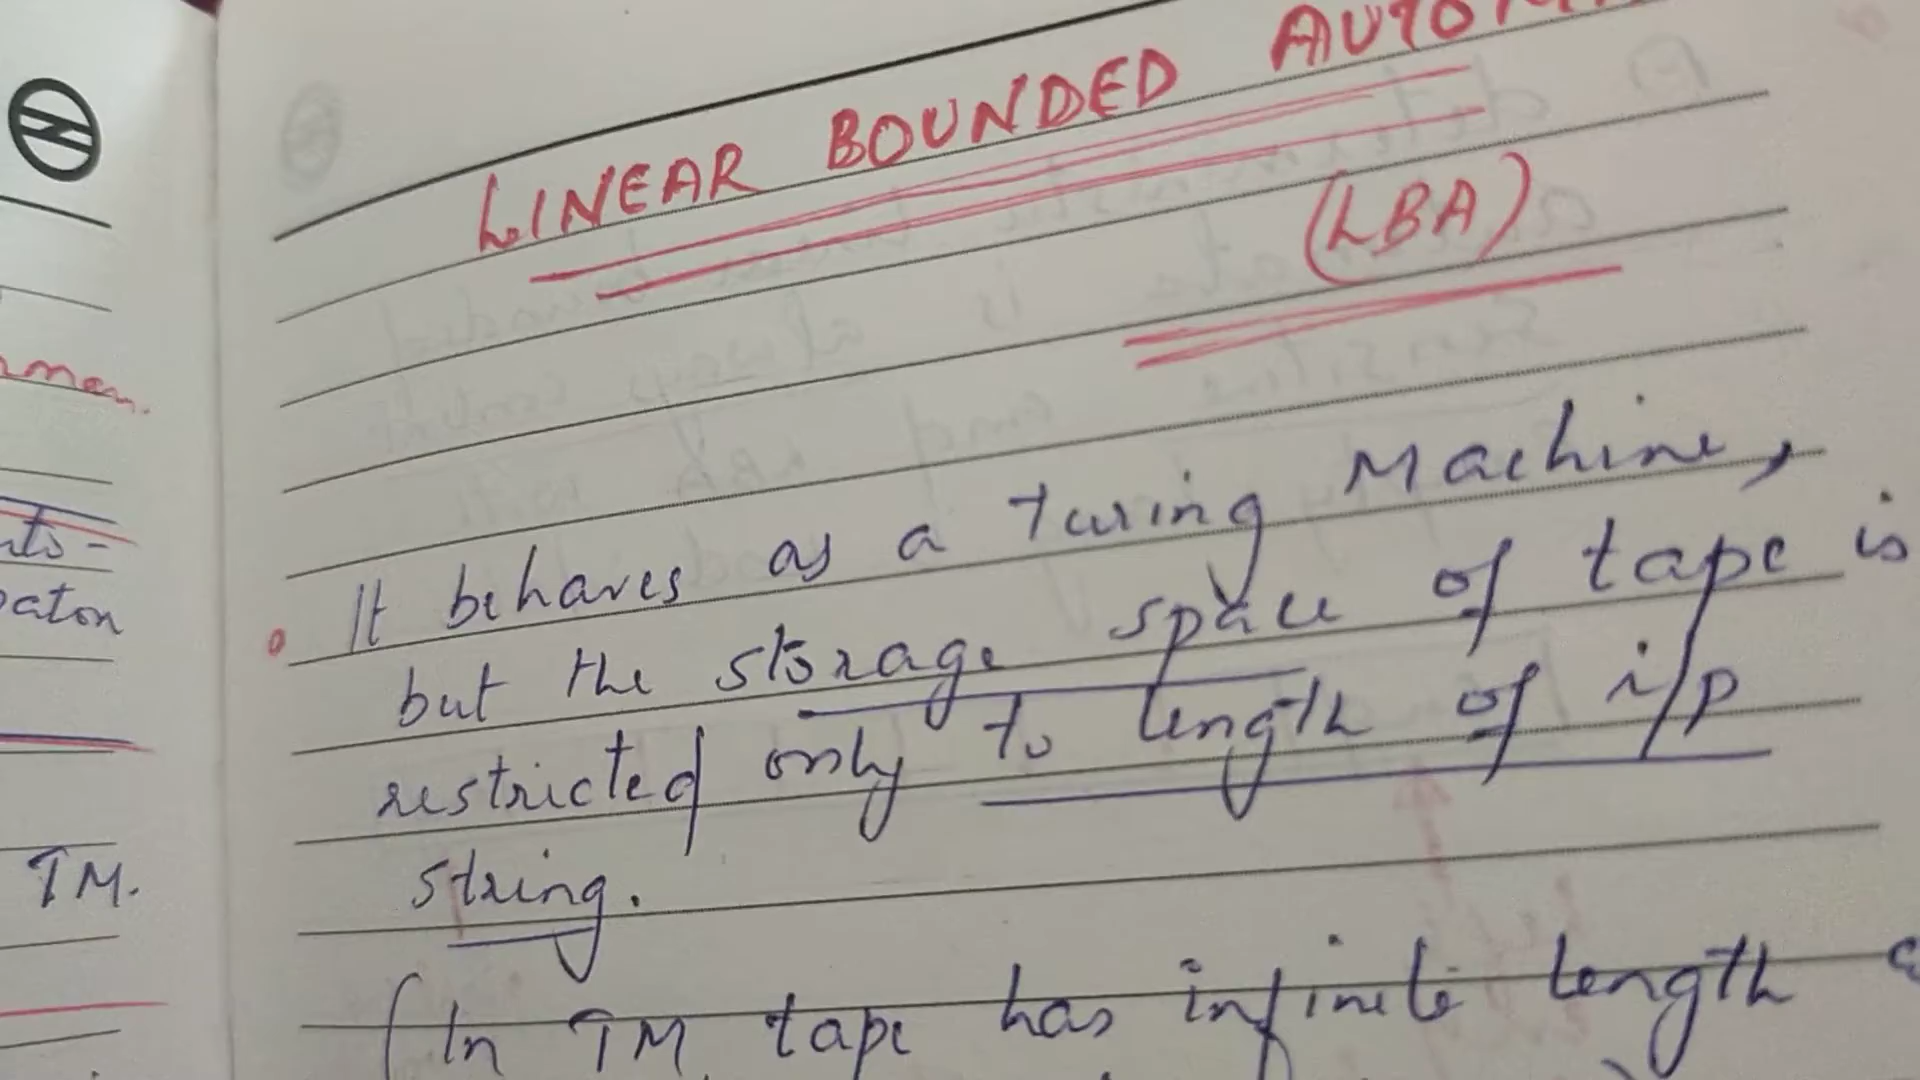 LINEAR BOUNDED
(LBA)
It behaves as a Turing Machine,
but the storage space of tape is
restricted only to length of i/p
string.
(In TM tape has infinite length
TM.